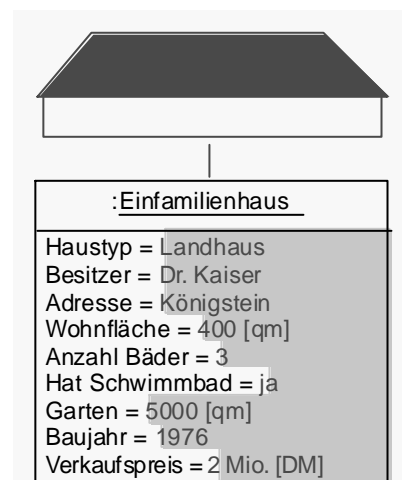 :Einfamilienhaus
Haustyp = Landhaus
Besitzer = Dr. Kaiser
Adresse = Königstein
Wohnfläche = 400 [qm]
Anzahl Bäder = 3
Hat Schwimmbad = ja
Garten = 5000 [qm]
Baujahr = 1976
Verkaufspreis = 2 Mio. [DM]